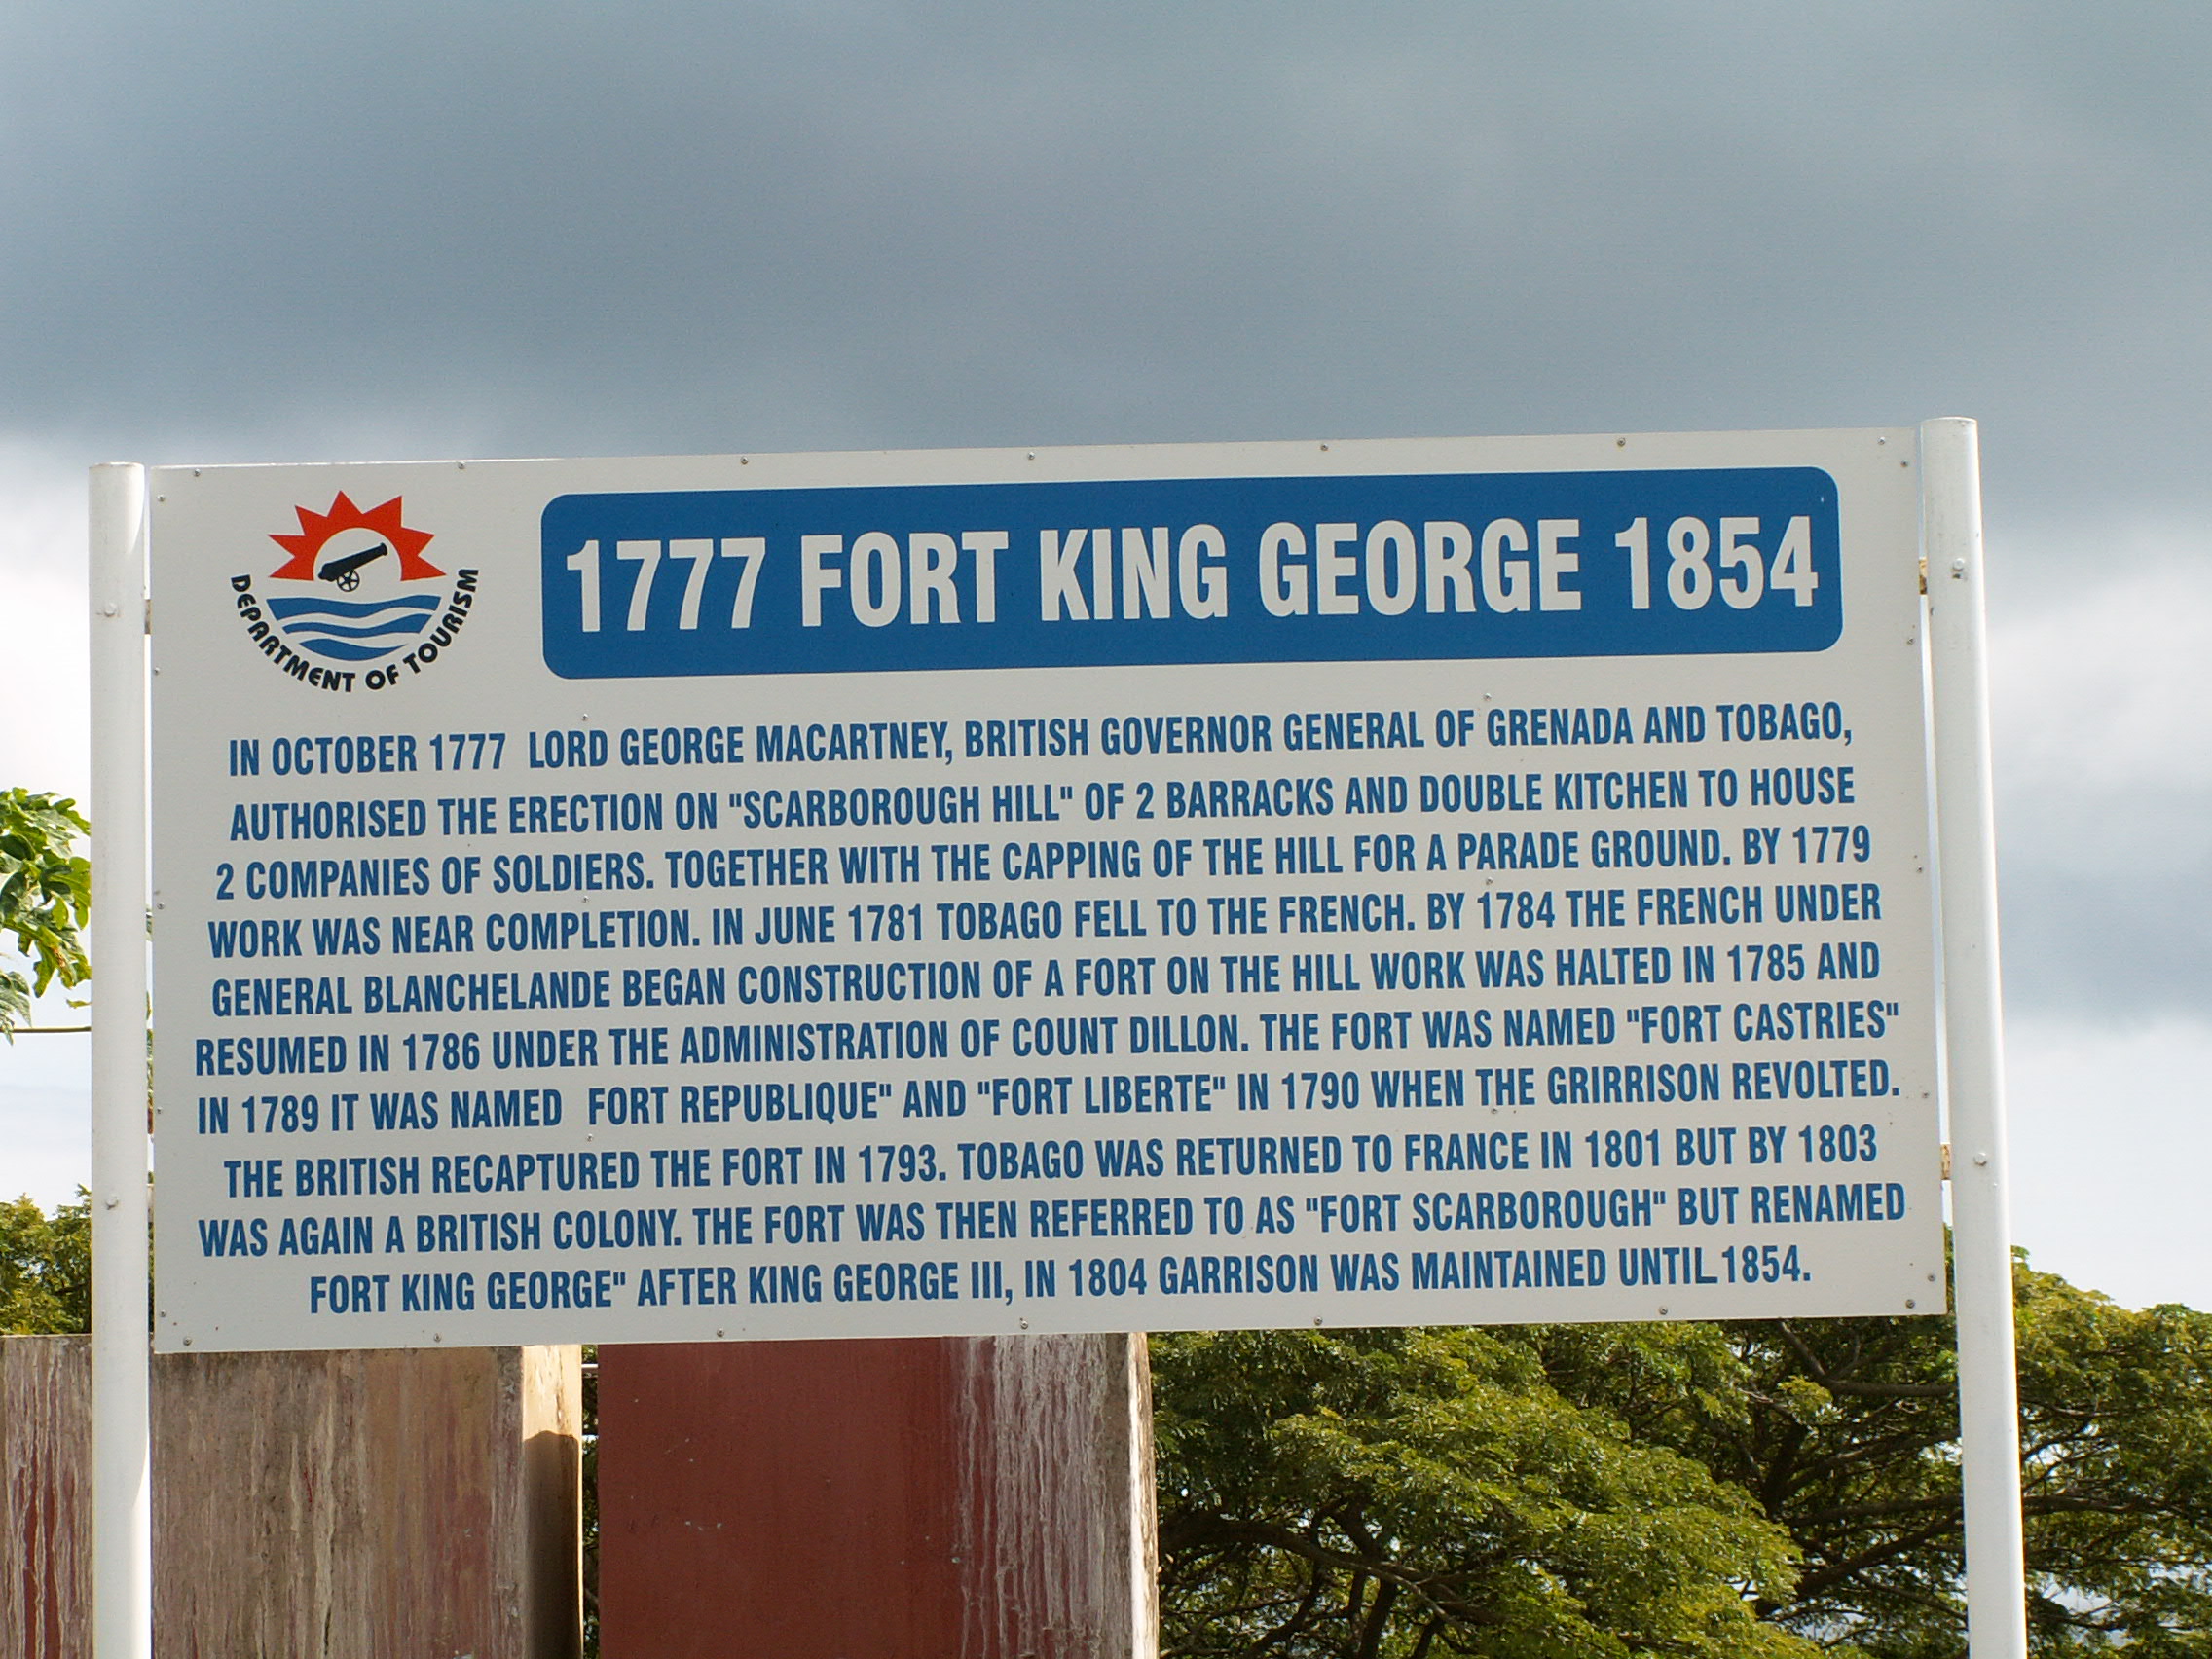 DEPARTMENT OF TOURISM
1777 FORT KING GEORGE 1854
IN OCTOBER 1777 LORD GEORGE MACARTNEY, BRITISH GOVERNOR GENERAL OF GRENADA AND TOBAGO,
AUTHORISED THE ERECTION ON "SCARBOROUGH HILL" OF 2 BARRACKS AND DOUBLE KITCHEN TO HOUSE
2 COMPANIES OF SOLDIERS. TOGETHER WITH THE CAPPING OF THE HILL FOR A PARADE GROUND. BY 1779
WORK WAS NEAR COMPLETION. IN JUNE 1781 TOBAGO FELL TO THE FRENCH. BY 1784 THE FRENCH UNDER
GENERAL BLANCHELANDE BEGAN CONSTRUCTION OF A FORT ON THE HILL WORK WAS HALTED IN 1785 AND
RESUMED IN 1786 UNDER THE ADMINISTRATION OF COUNT DILLON. THE FORT WAS NAMED "FORT CASTRIES"
IN 1789 IT WAS NAMED FORT REPUBLIQUE" AND "FORT LIBERTE" IN 1790 WHEN THE GRIRRISON REVOLTED.
THE BRITISH RECAPTURED THE FORT IN 1793. TOBAGO WAS RETURNED TO FRANCE IN 1801 BUT BY 1803
WAS AGAIN A BRITISH COLONY. THE FORT WAS THEN REFERRED TO AS "FORT SCARBOROUGH" BUT RENAMED
FORT KING GEORGE" AFTER KING GEORGE III, IN 1804 GARRISON WAS MAINTAINED UNTIL 1854.